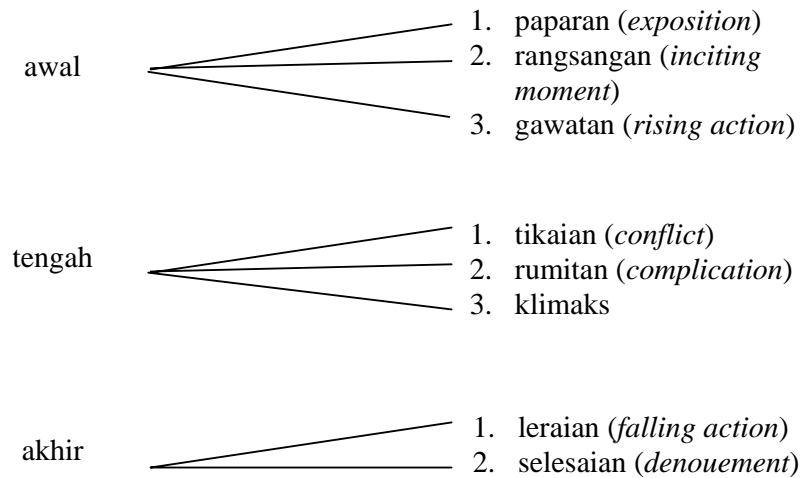 awal
1. paparan (exposition)
2. rangsangan (inciting
moment)
3. gawatan (rising action)
tengah
1. tikaian (conflict)
2. rumitan (complication)
3. klimaks
akhir
1. leraian (falling action)
2. selesaian (denouement)